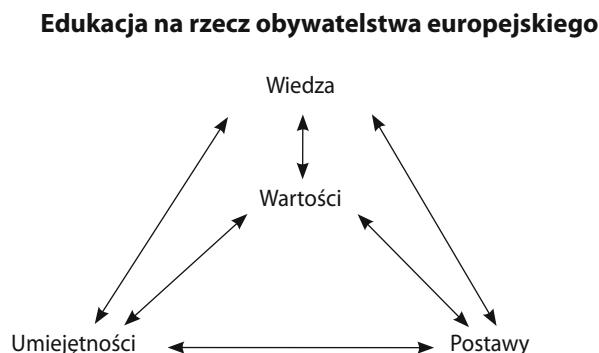 Edukacja na rzecz obywatelstwa europejskiego
Wiedza
Wartości
Umiejętności
Postawy